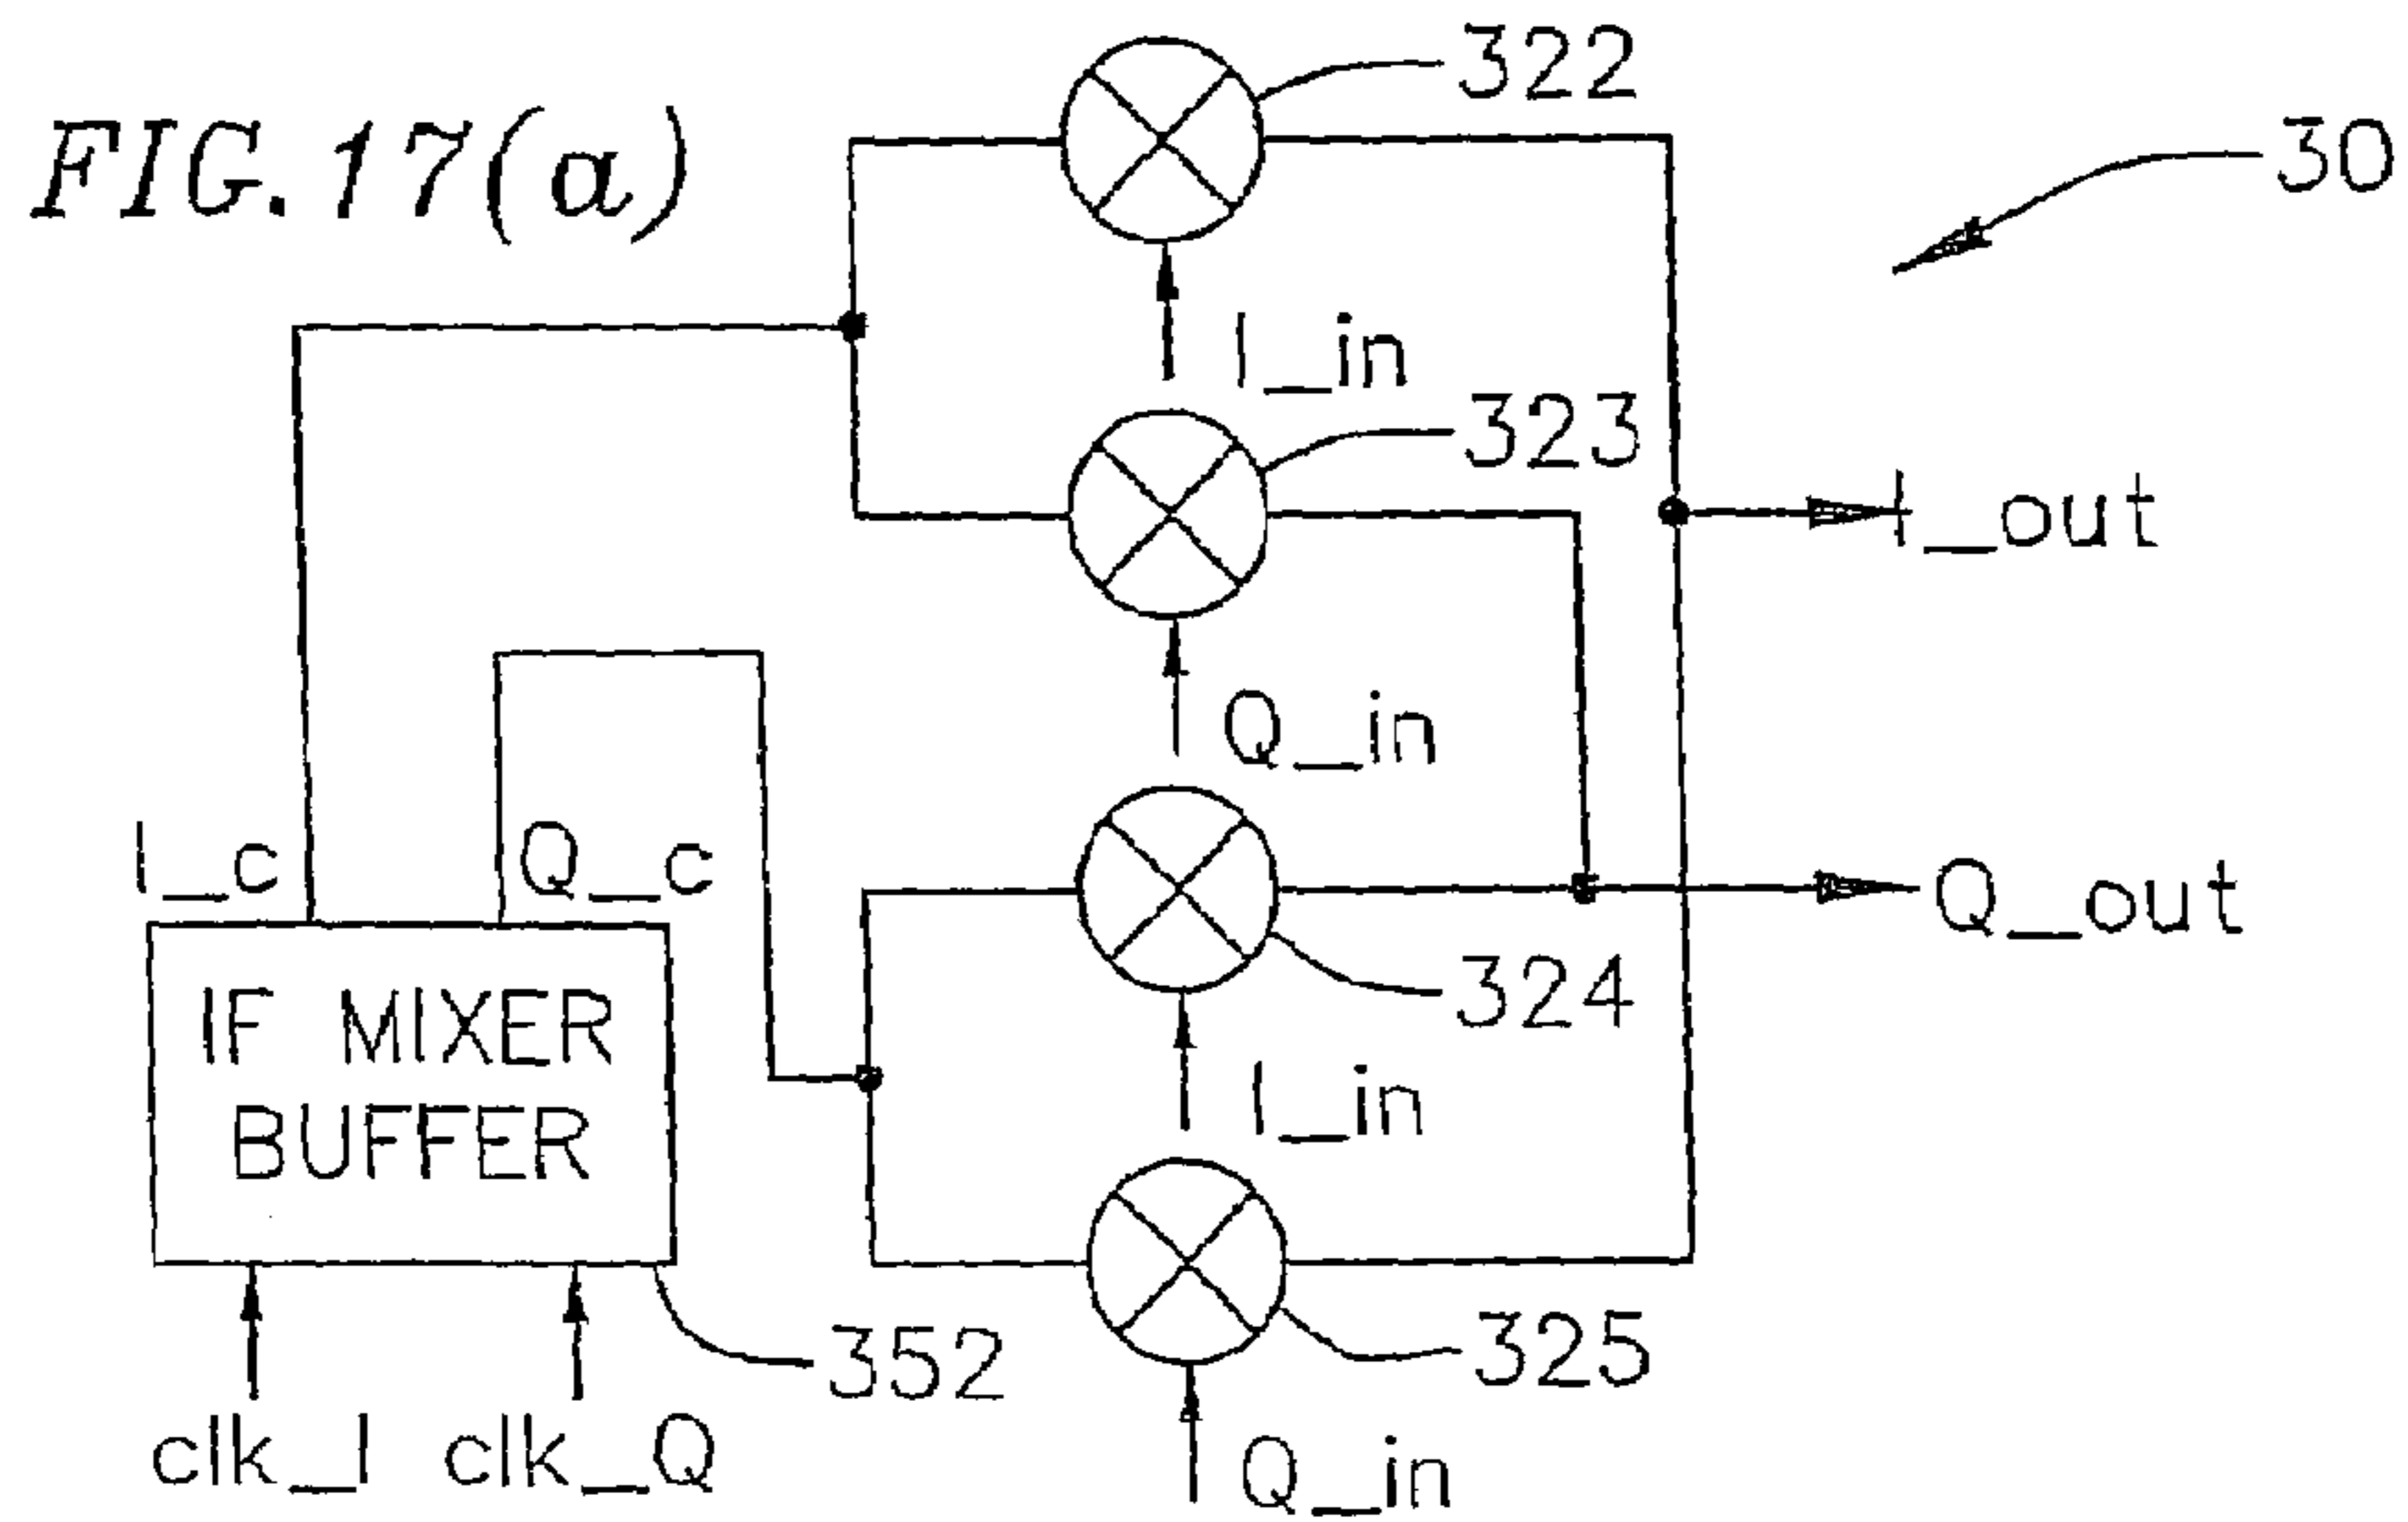 FIG. 17(a)
322
30
I_in
323
I_out
Q_in
I_c
Q_c
Q_out
324
IF MIXER
BUFFER
I_in
325
352
clk_I
clk_Q
Q_in